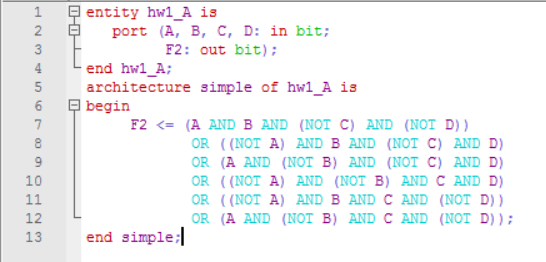 1 entity hw1_A is
2 port (A, B, C, D: in bit;
3 F2: out bit);
4 end hw1_A;
5 architecture simple of hw1_A is
6 begin
7 F2 <= (A AND B AND (NOT C) AND (NOT D))
8 OR ((NOT A) AND B AND (NOT C) AND D)
9 OR (A AND (NOT B) AND (NOT C) AND D)
10 OR ((NOT A) AND (NOT B) AND C AND D)
11 OR ((NOT A) AND B AND C AND (NOT D))
12 OR (A AND (NOT B) AND C AND (NOT D));
13 end simple;